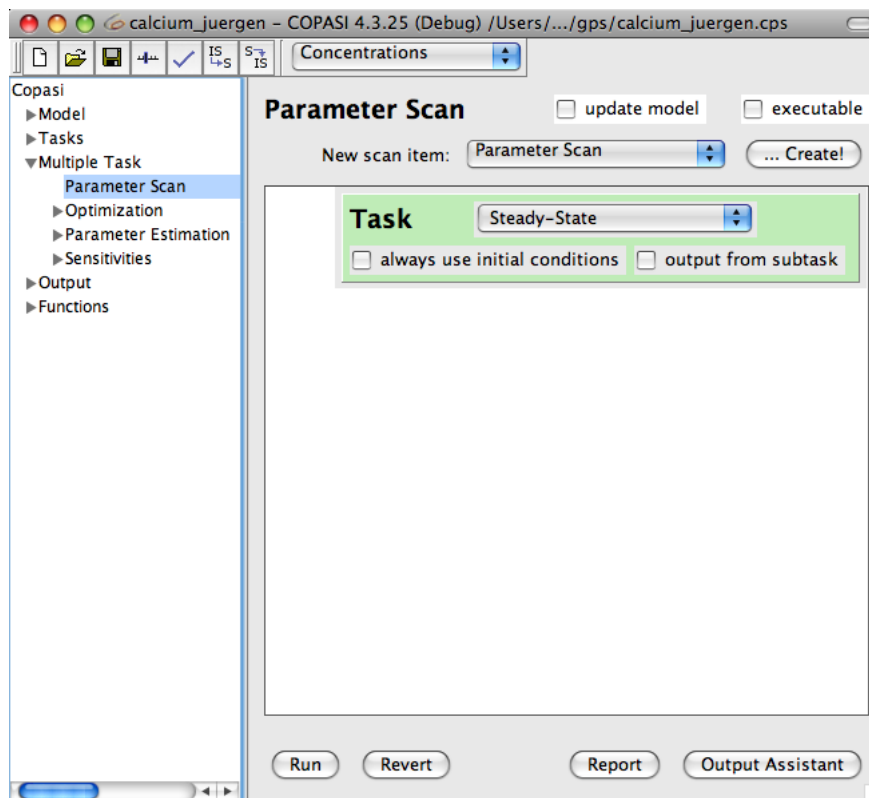 calcium_juergen – COPASI 4.3.25 (Debug) /Users/.../gps/calcium_juergen.cps
IS S S IS Concentrations
Copasi
Model
Tasks
Multiple Task
Parameter Scan
Optimization
Parameter Estimation
Sensitivities
Output
Functions
Parameter Scan update model executable
New scan item: Parameter Scan ... Create!
Task Steady-State
always use initial conditions output from subtask
Run Revert Report Output Assistant